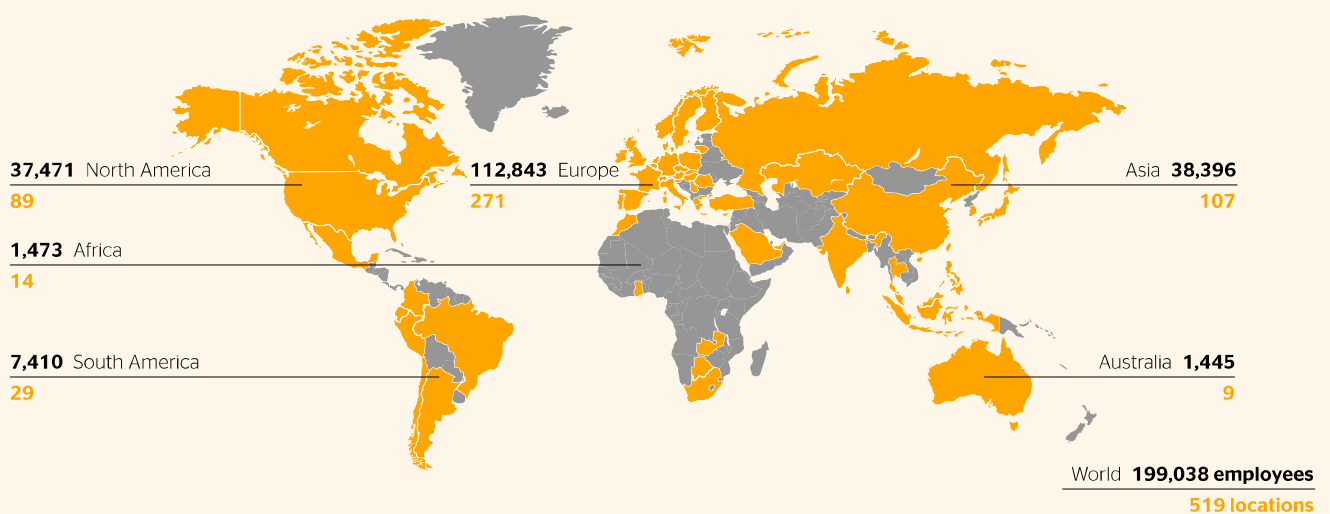 37,471 North America
89
112,843 Europe
271
Asia 38,396
107
1,473 Africa
14
7,410 South America
29
Australia 1,445
9
World 199,038 employees
519 locations